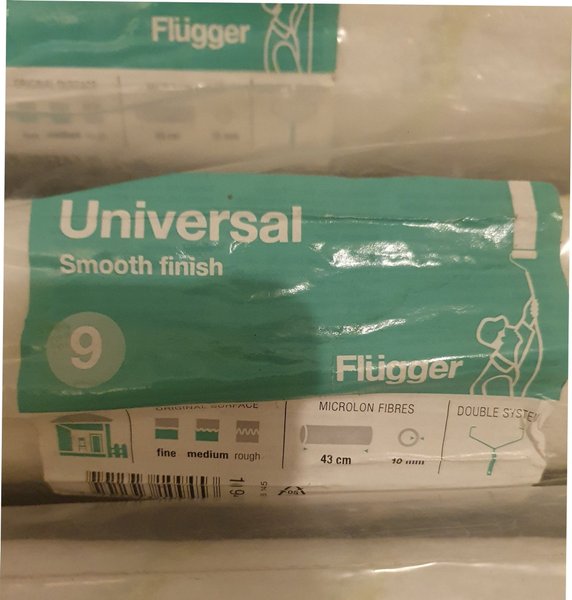 Flügger
Universal
Smooth finish
9
Flügger
ORIGINAL SURFACE
fine medium rough
MICROLON FIBRES
43 cm
DOUBLE SYSTEM